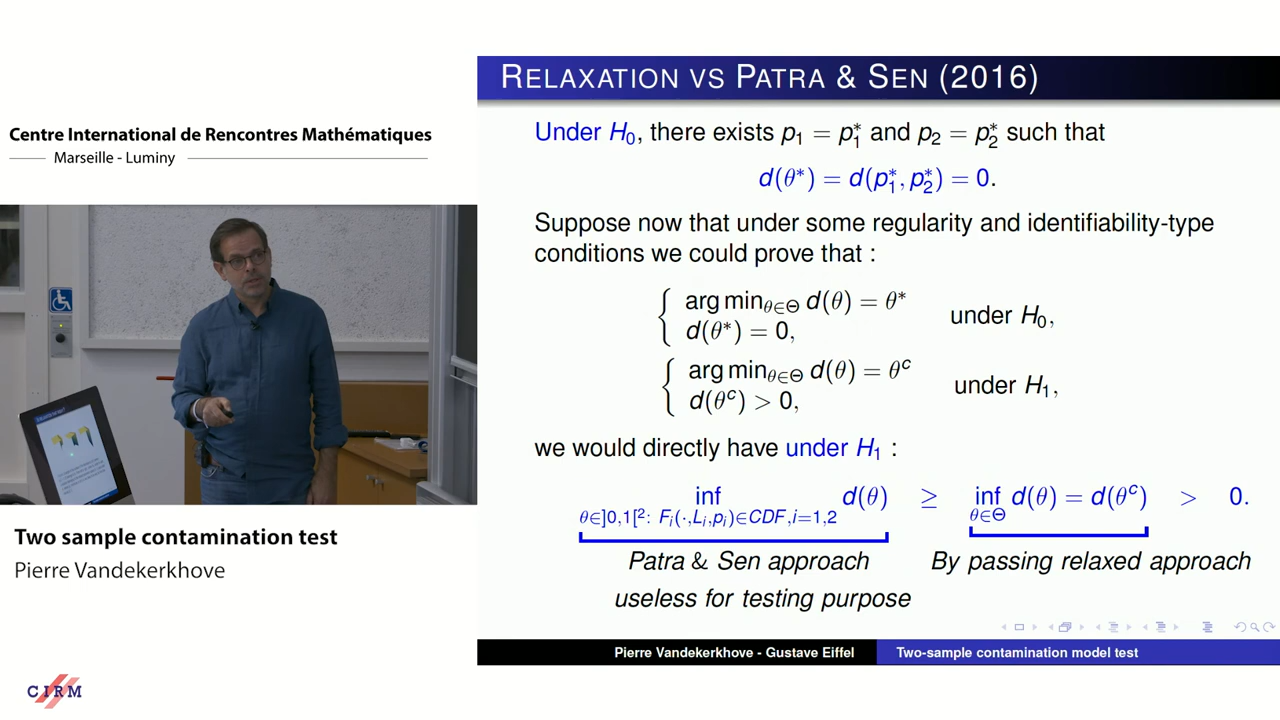 Centre International de Rencontres Mathématiques
Marseille - Luminy
Two sample contamination test
Pierre Vandekerkhove
CIRM
RELAXATION VS PATRA & SEN (2016)
Under H₀, there exists p₁ = p₁* and p₂ = p₂* such that
d(θ*) = d(p₁*, p₂*) = 0.
Suppose now that under some regularity and identifiability-type
conditions we could prove that :
{ arg min_{θ∈Θ} d(θ) = θ*
d(θ*) = 0,
under H₀,
{ arg min_{θ∈Θ} d(θ) = θᶜ
d(θᶜ) > 0,
under H₁,
we would directly have under H₁ :
inf_{θ∈]0,1[²: F_i(·,L_i,p_i)∈CDF, i=1,2} d(θ) ≥ inf_{θ∈Θ} d(θ) = d(θᶜ) > 0.
Patra & Sen approach
useless for testing purpose
By passing relaxed approach
Pierre Vandekerkhove - Gustave Eiffel
Two-sample contamination model test